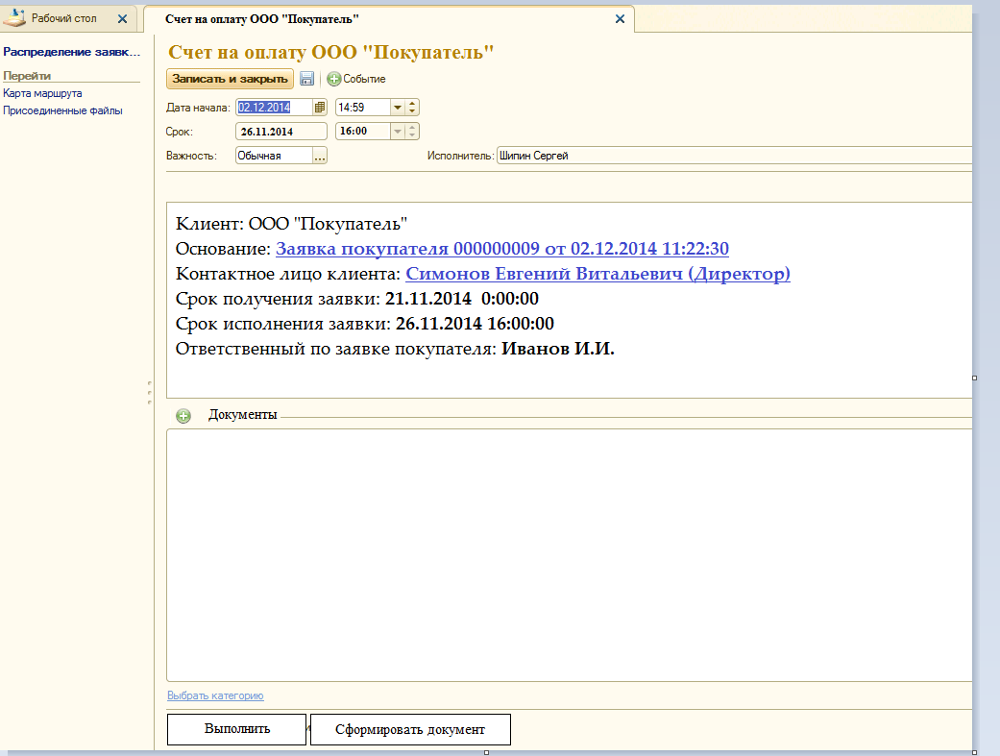 Рабочий стол
Счет на оплату ООО "Покупатель"
Распределение заявк...
Перейти
Карта маршрута
Присоединенные файлы
Счет на оплату ООО "Покупатель"
Записать и закрыть Событие
Дата начала: 02.12.2014 14:59
Срок: 26.11.2014 16:00
Важность: Обычная ... Исполнитель: Шипин Сергей
Клиент: ООО "Покупатель"
Основание: Заявка покупателя 000000009 от 02.12.2014 11:22:30
Контактное лицо клиента: Симонов Евгений Витальевич (Директор)
Срок получения заявки: 21.11.2014 0:00:00
Срок исполнения заявки: 26.11.2014 16:00:00
Ответственный по заявке покупателя: Иванов И.И.
Документы
Выбрать категорию
Выполнить Сформировать документ